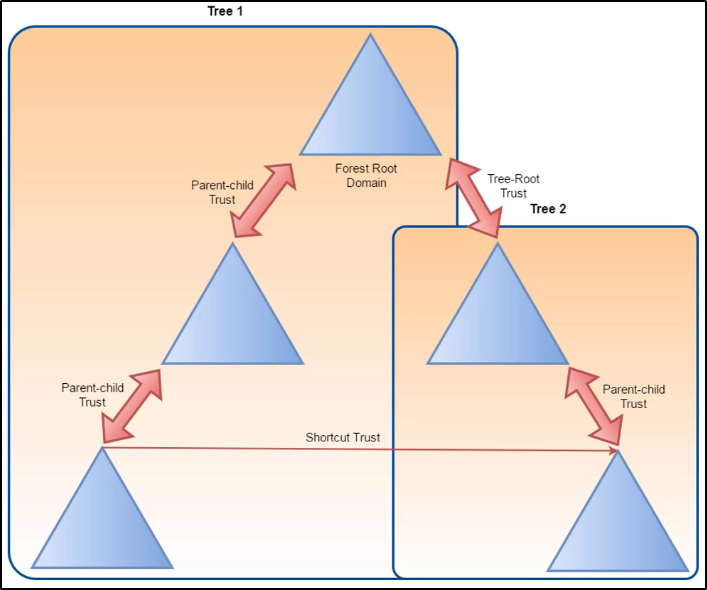 Tree 1
Forest Root
Domain
Parent-child
Trust
Tree-Root
Trust
Tree 2
Parent-child
Trust
Parent-child
Trust
Shortcut Trust